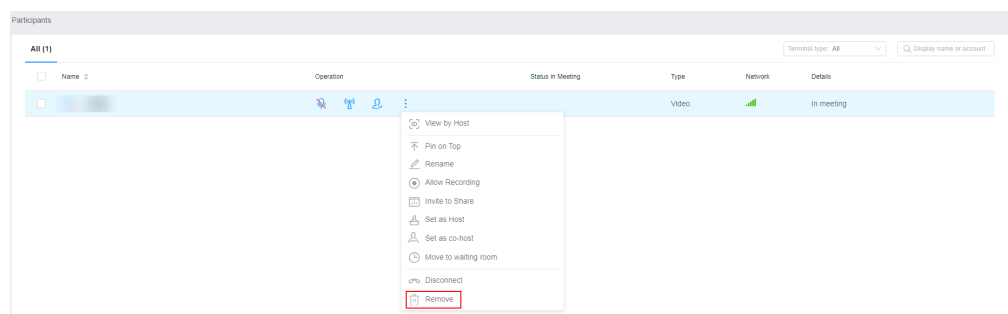 Participants
All (1)
Terminal type: All
Display name or account
Name Operation Status in Meeting Type Network Details
Video In meeting
View by Host
Pin on Top
Rename
Allow Recording
Invite to Share
Set as Host
Set as co-host
Move to waiting room
Disconnect
Remove